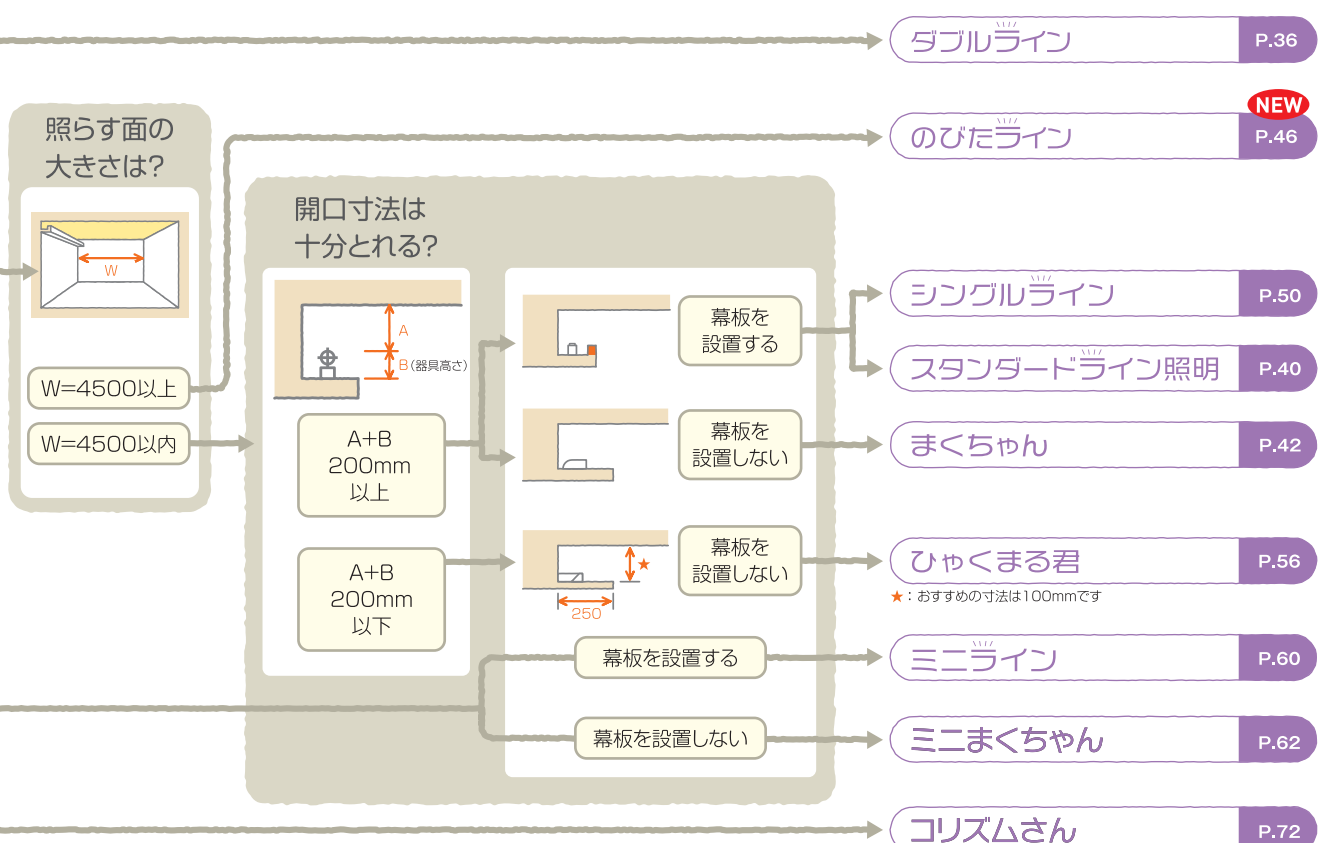 ダブルライン
P.36
照らす面の
大きさは?
W
W=4500以上
W=4500以内
NEW
のびたライン
P.46
開口寸法は
十分とれる?
A
B(器具高さ)
A+B
200mm
以上
A+B
200mm
以下
幕板を
設置する
幕板を
設置しない
幕板を
設置しない
★
250
幕板を設置する
幕板を設置しない
シングルライン
P.50
スタンダードライン照明
P.40
まくちゃん
P.42
ひゃくまる君
P.56
★:おすすめの寸法は100mmです
ミニライン
P.60
ミニまくちゃん
P.62
コリズムさん
P.72